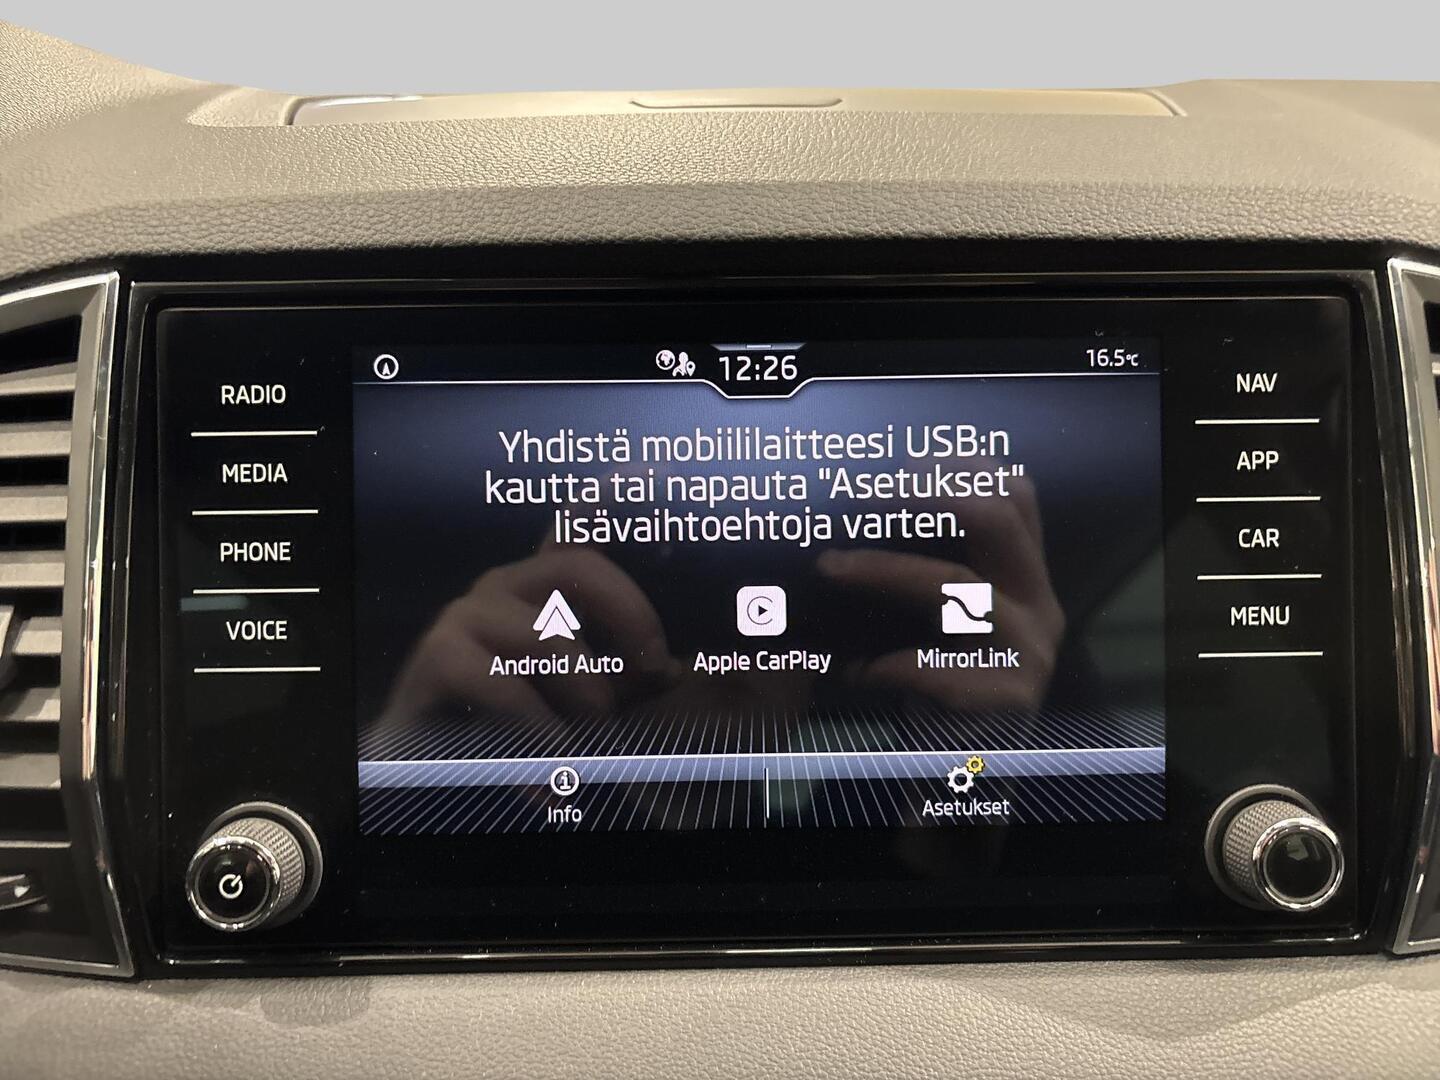 RADIO
MEDIA
PHONE
VOICE
12:26
16.5°C
Yhdistä mobiililaitteesi USB:n
kautta tai napauta "Asetukset"
lisävaihtoehtoja varten.
Android Auto
Apple CarPlay
MirrorLink
Info
Asetukset
NAV
APP
CAR
MENU